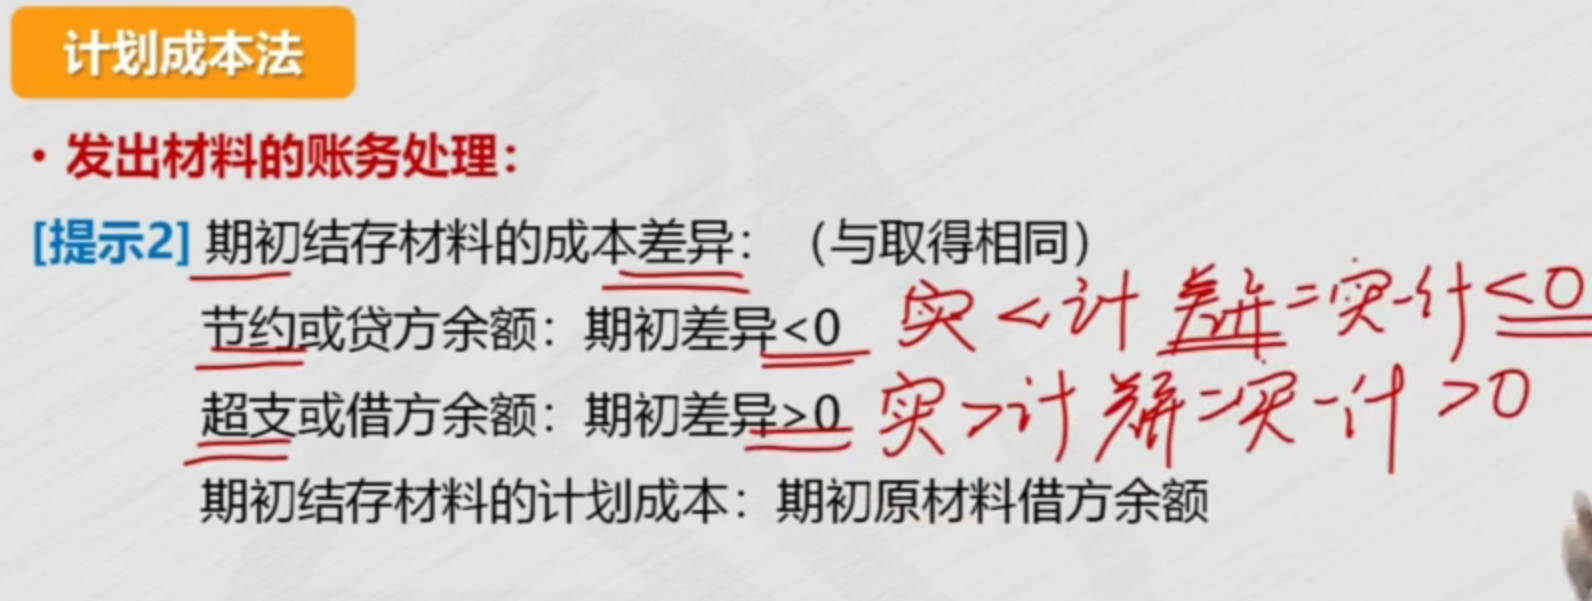 计划成本法
• 发出材料的账务处理：
[提示2] 期初结存材料的成本差异：（与取得相同）
节约或贷方余额：期初差异<0 实<计 差异=实-计<0
超支或借方余额：期初差异>0 实>计 差异=实-计>0
期初结存材料的计划成本：期初原材料借方余额